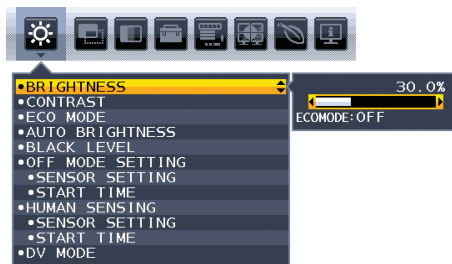 •BRIGHTNESS
30.0%
•CONTRAST
•ECO MODE
ECOMODE:OFF
•AUTO BRIGHTNESS
•BLACK LEVEL
•OFF MODE SETTING
•SENSOR SETTING
•START TIME
•HUMAN SENSING
•SENSOR SETTING
•START TIME
•DV MODE